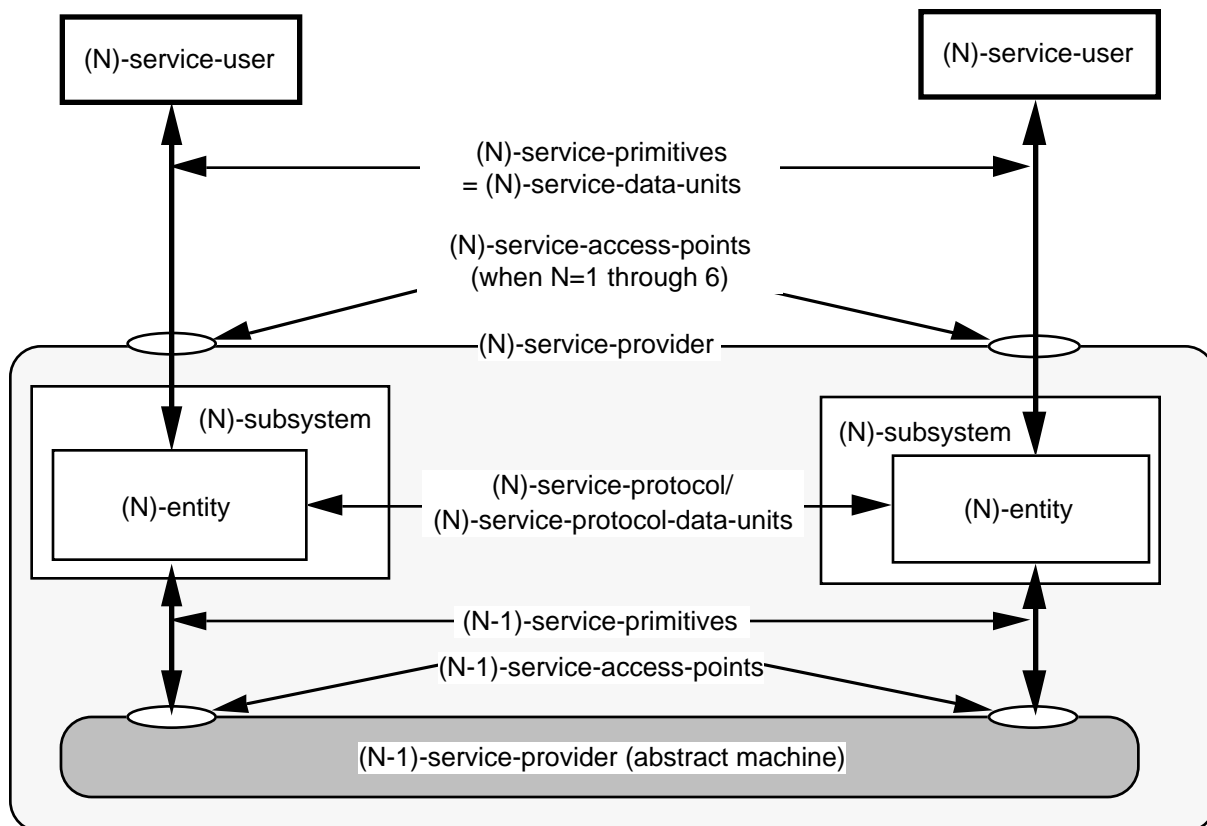 (N)-service-user
(N)-service-user
(N)-service-primitives
= (N)-service-data-units
(N)-service-access-points
(when N=1 through 6)
(N)-service-provider
(N)-subsystem
(N)-subsystem
(N)-entity
(N)-service-protocol/
(N)-service-protocol-data-units
(N)-entity
(N-1)-service-primitives
(N-1)-service-access-points
(N-1)-service-provider (abstract machine)